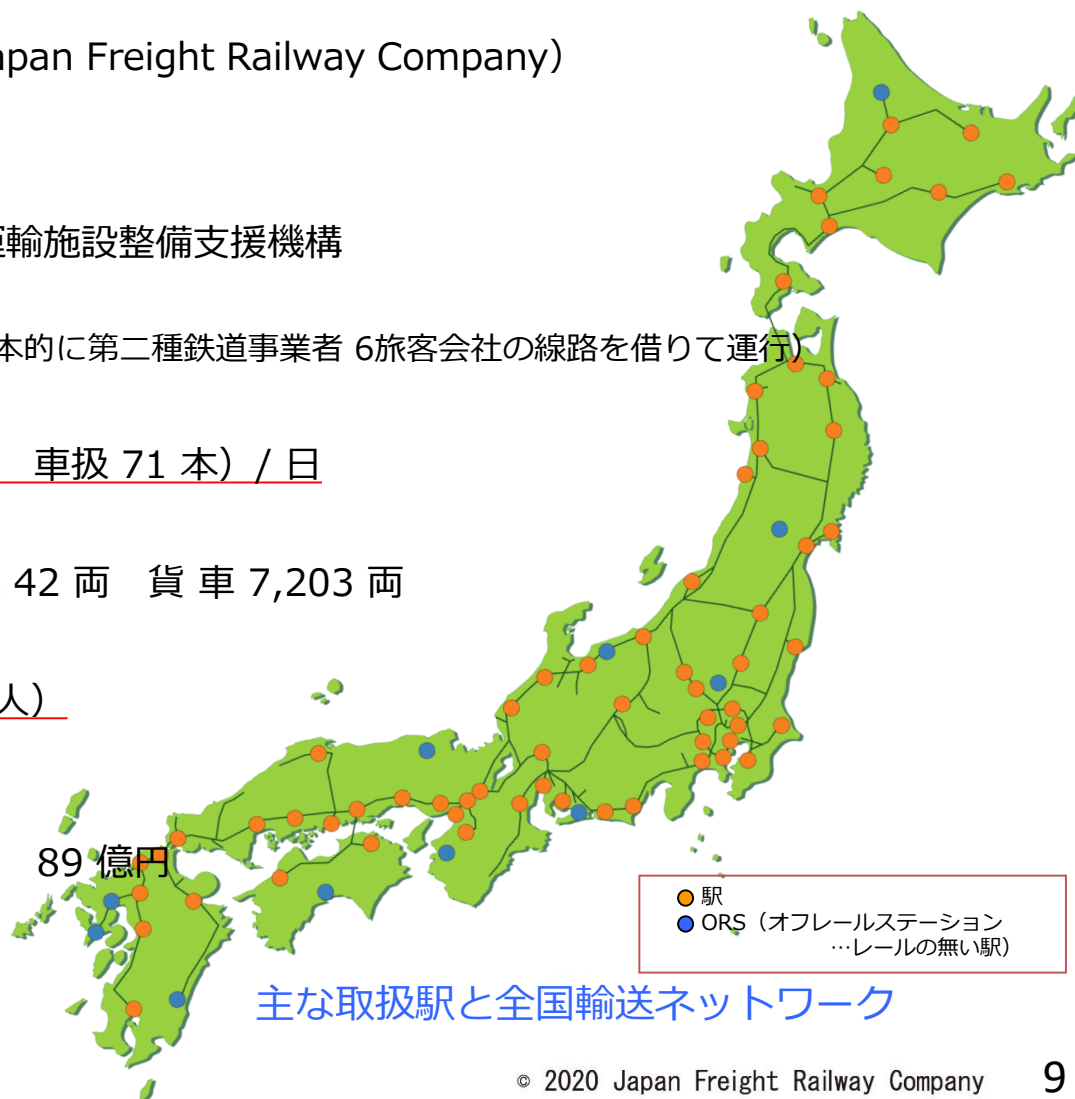 apan Freight Railway Company）
運輸施設整備支援機構
本的に第二種鉄道事業者 6旅客会社の線路を借りて運行）
車扱 71 本）/ 日
42 両　貨 車 7,203 両
人）
89 億円
駅
ORS（オフレールステーション
…レールの無い駅）
主な取扱駅と全国輸送ネットワーク
© 2020 Japan Freight Railway Company 9